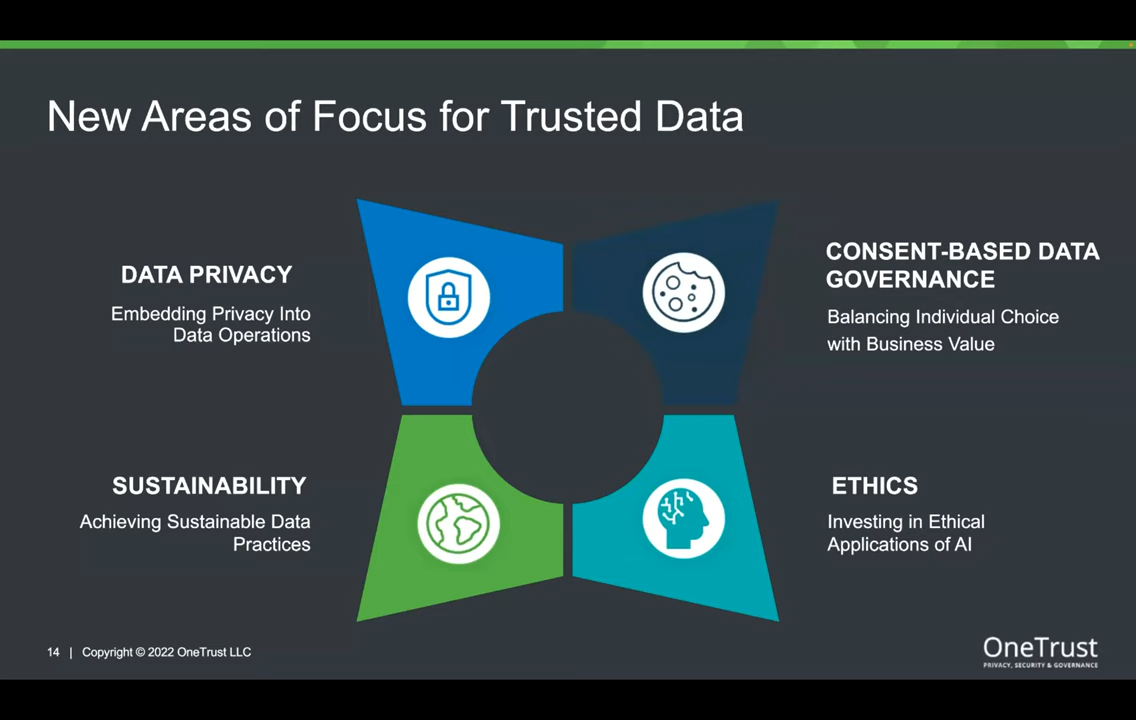 New Areas of Focus for Trusted Data
DATA PRIVACY
Embedding Privacy Into
Data Operations
CONSENT-BASED DATA
GOVERNANCE
Balancing Individual Choice
with Business Value
SUSTAINABILITY
Achieving Sustainable Data
Practices
ETHICS
Investing in Ethical
Applications of AI
14 | Copyright © 2022 OneTrust LLC
OneTrust
PRIVACY, SECURITY & GOVERNANCE